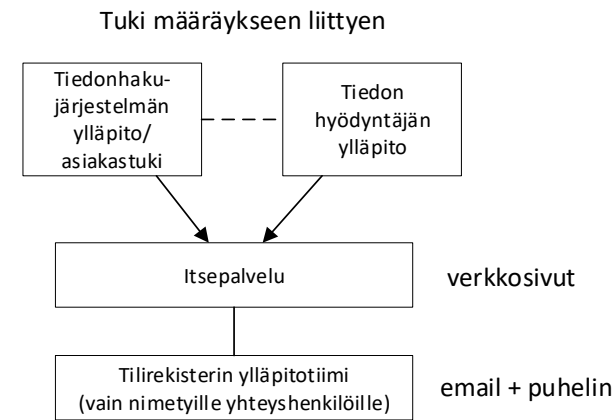 Tuki määräykseen liittyen
Tiedonhaku-
järjestelmän
ylläpito/
asiakastuki
Tiedon
hyödyntäjän
ylläpito
Itsepalvelu
verkkosivut
Tilirekisterin ylläpitotiimi
(vain nimetyille yhteyshenkilöille)
email + puhelin